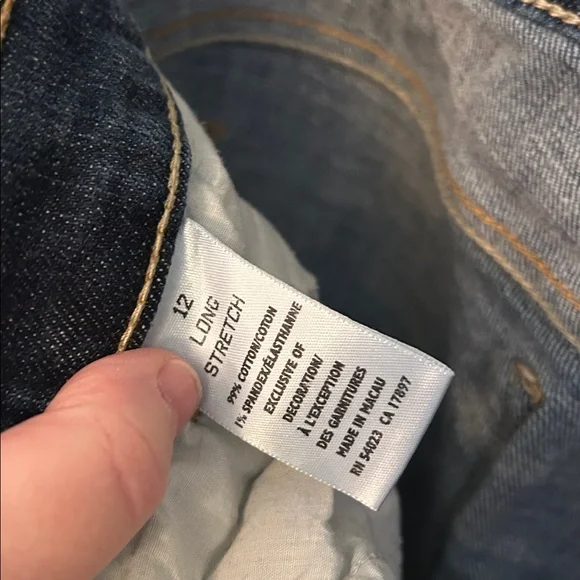 12
LONG
STRETCH
99% COTTON/COTON
1% SPANDEX/ÉLASTHANNE
EXCLUSIVE OF
DECORATION/
À L'EXCEPTION
DES GARNITURES
MADE IN MACAU
RN 54023 CA 17897